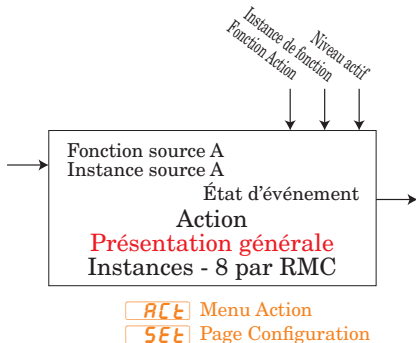 Fonction Action
Instance de fonction
Niveau actif
Fonction source A
Instance source A
État d'événement
Action
Présentation générale
Instances - 8 par RMC
ACt Menu Action
SEt Page Configuration